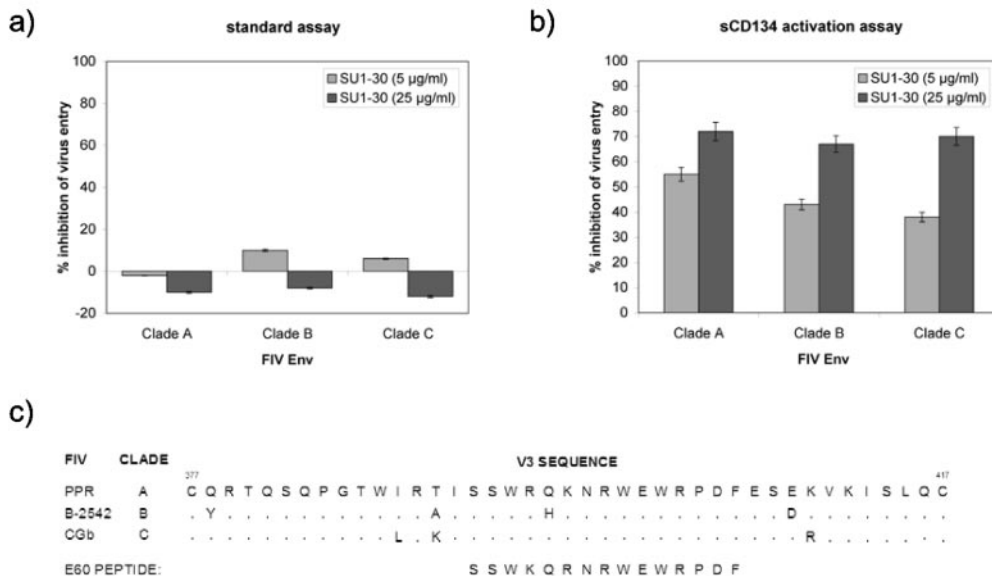 a)
standard assay
% inhibition of virus entry
100
80
60
40
20
0
-20
SU1-30 (5 µg/ml)
SU1-30 (25 µg/ml)
Clade A Clade B Clade C
FIV Env
b)
sCD134 activation assay
% inhibition of virus entry
100
90
80
70
60
50
40
30
20
10
0
SU1-30 (5 µg/ml)
SU1-30 (25 µg/ml)
Clade A Clade B Clade C
FIV Env
c)
FIV CLADE V3 SEQUENCE
377 417
PPR A C Q R T Q S Q P G T W I R T I S S W R Q K N R W E W R P D F E S E K V K I S L Q C
B-2542 B . Y . . . . . . . . . . . A . . . . . H . . . . . . . . . . . . D . . . . . . . . .
CGb C . . . . . . . . . . . L . K . . . . . . . . . . . . . . . . . . . R . . . . . . . .
E60 PEPTIDE: S S W K Q R N R W E W R P D F